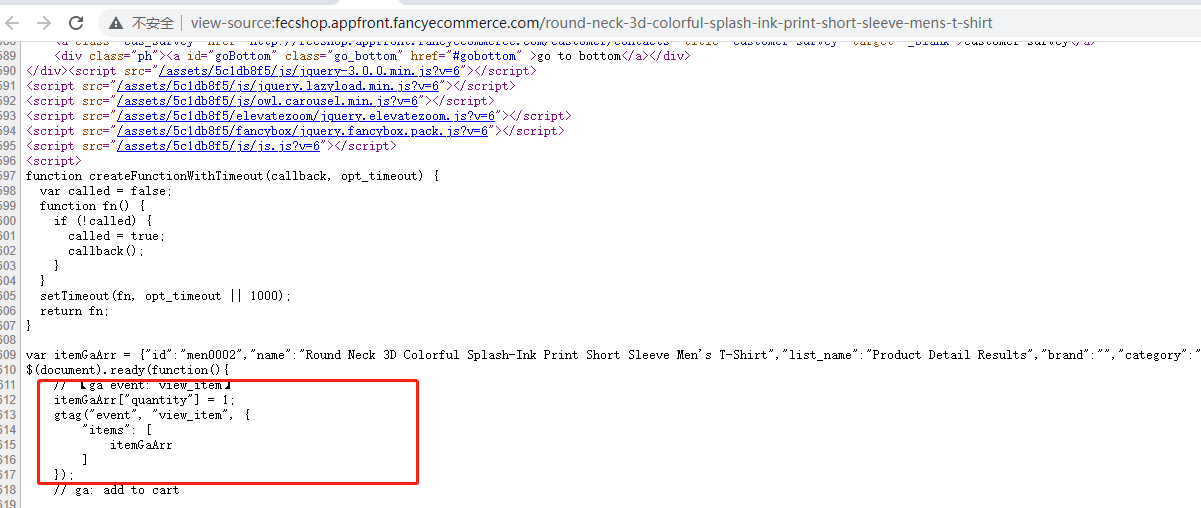 不安全 | view-source:fecshop.appfront.fancyecommerce.com/round-neck-3d-colorful-splash-ink-print-short-sleeve-mens-t-shirt
589 <div class="ph"><a id="goBottom" class="go_bottom" href="#gobottom" >go to bottom</a></div>
590 </div><script src="/assets/5c1db8f5/js/jquery-3.0.0.min.js?v=6"></script>
591 <script src="/assets/5c1db8f5/js/jquery.lazyload.min.js?v=6"></script>
592 <script src="/assets/5c1db8f5/js/owl.carousel.min.js?v=6"></script>
593 <script src="/assets/5c1db8f5/elevatezoom/jquery.elevatezoom.js?v=6"></script>
594 <script src="/assets/5c1db8f5/fancybox/jquery.fancybox.pack.js?v=6"></script>
595 <script src="/assets/5c1db8f5/js/js.js?v=6"></script>
596 <script>
597 function createFunctionWithTimeout(callback, opt_timeout) {
598 var called = false;
599 function fn() {
600 if (!called) {
601 called = true;
602 callback();
603 }
604 }
605 setTimeout(fn, opt_timeout || 1000);
606 return fn;
607 }
608
609 var itemGaArr = {"id":"men0002","name":"Round Neck 3D Colorful Splash-Ink Print Short Sleeve Men's T-Shirt","list_name":"Product Detail Results","brand":"","category":"
610 $(document).ready(function(){
611 // 【ga event: view_item】
612 itemGaArr["quantity"] = 1;
613 gtag("event", "view_item", {
614 "items": [
615 itemGaArr
616 ]
617 });
618 // ga: add to cart
619